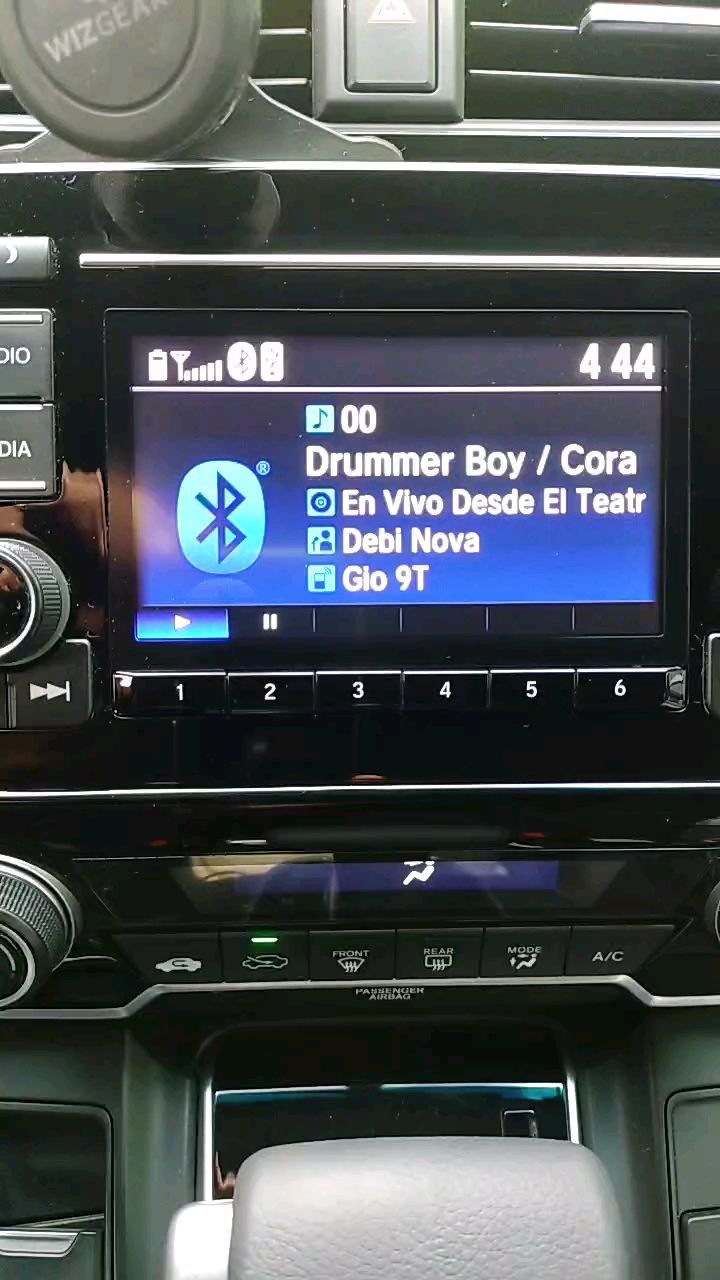 WIZGEAR
DIO
DIA
4 44
®
00
Drummer Boy / Cora
En Vivo Desde El Teatr
Debi Nova
Gio 9T
1 2 3 4 5 6
FRONT
REAR
MODE
A/C
PASSENGER
AIRBAG